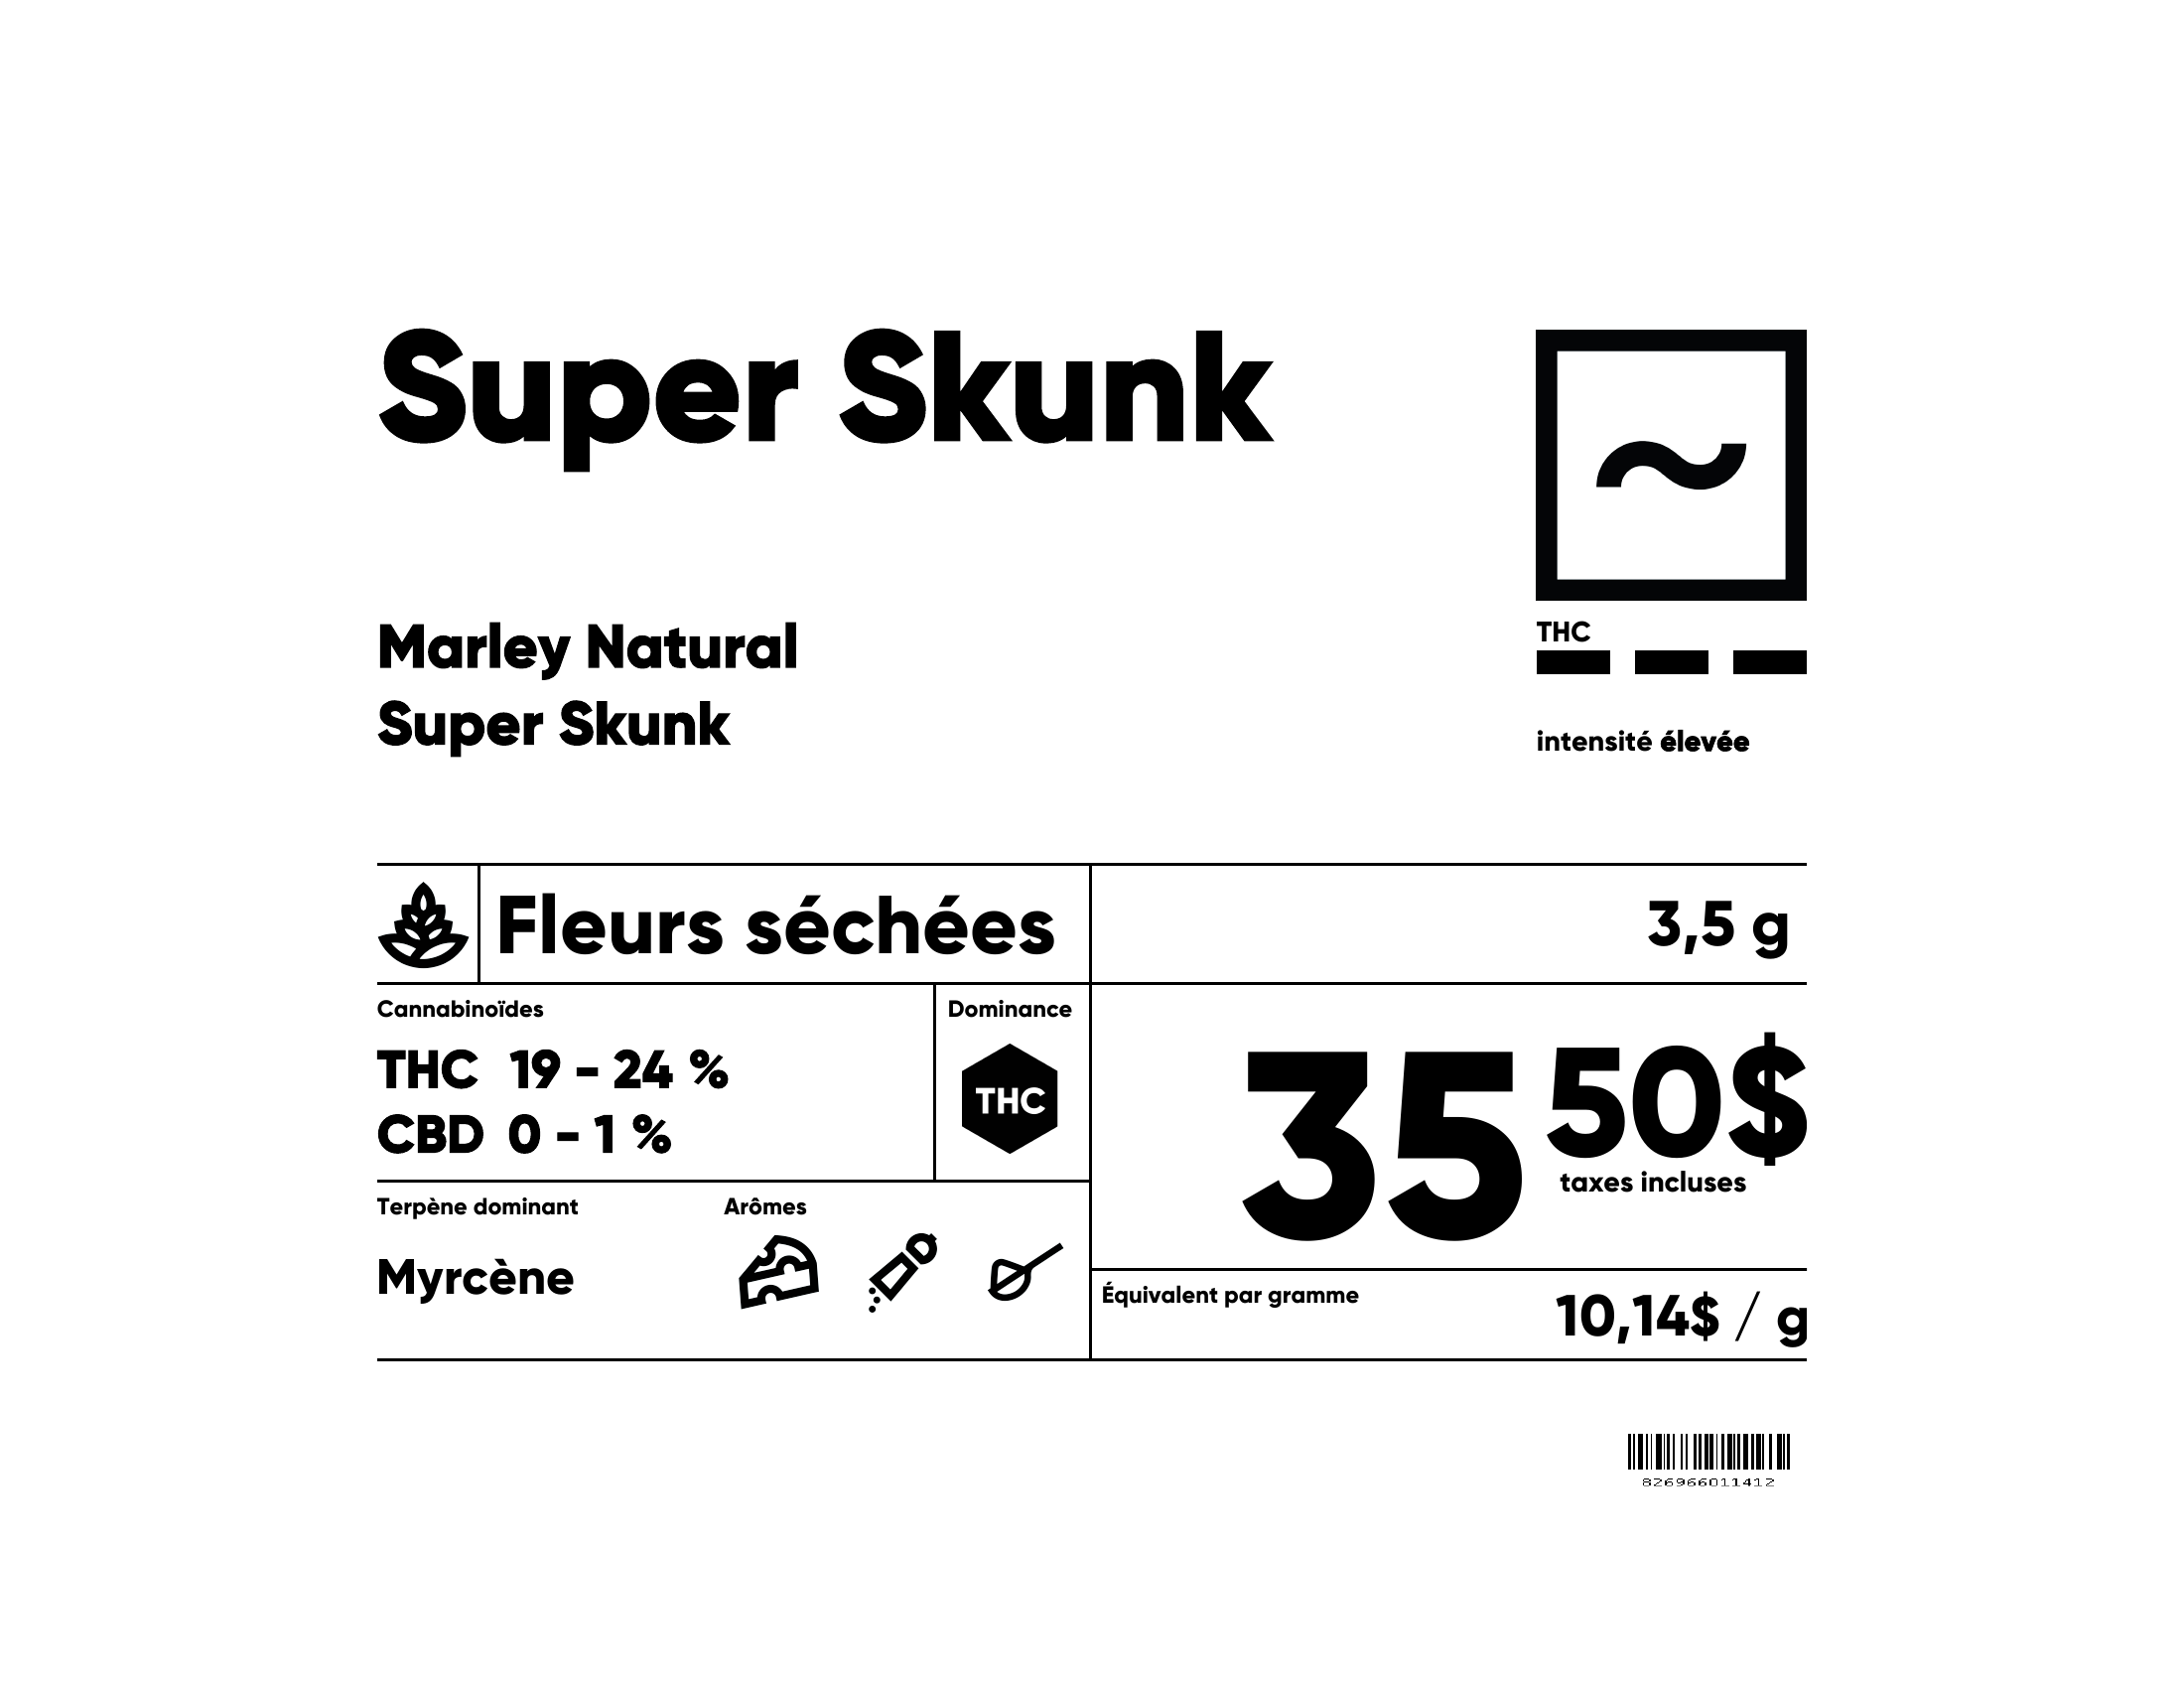 Super Skunk
~
Marley Natural
Super Skunk
THC
intensité élevée
Fleurs séchées
3,5 g
Cannabinoïdes
THC 19 - 24 %
CBD 0 - 1 %
Dominance
THC
35 50$
taxes incluses
Terpène dominant
Myrcène
Arômes
Équivalent par gramme
10,14$ / g
826966011412